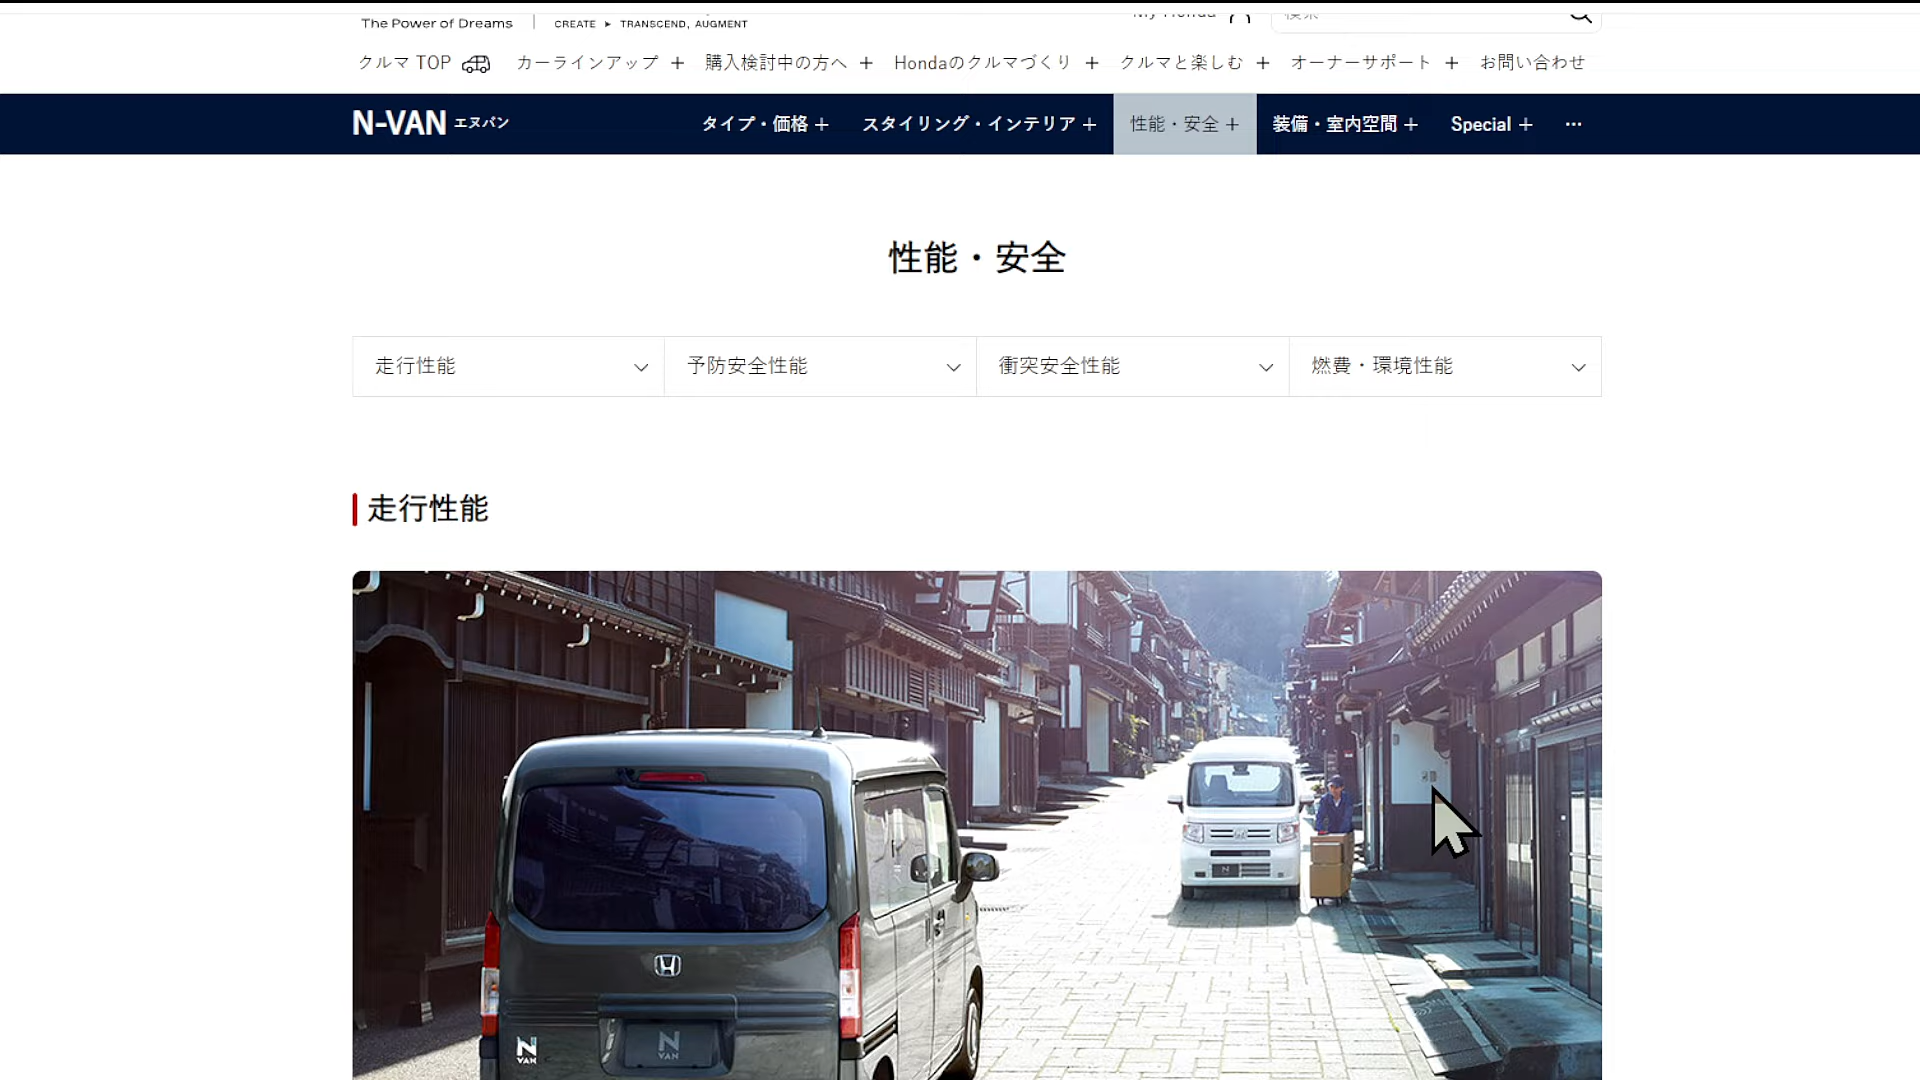 The Power of Dreams
CREATE ▸ TRANSCEND, AUGMENT
My Honda
検索
クルマ TOP
カーラインアップ +
購入検討中の方へ +
Hondaのクルマづくり +
クルマと楽しむ +
オーナーサポート +
お問い合わせ
N-VAN エヌバン
タイプ・価格 +
スタイリング・インテリア +
性能・安全 +
装備・室内空間 +
Special +
…
性能・安全
走行性能
予防安全性能
衝突安全性能
燃費・環境性能
走行性能
N
VAN
N
VAN
N